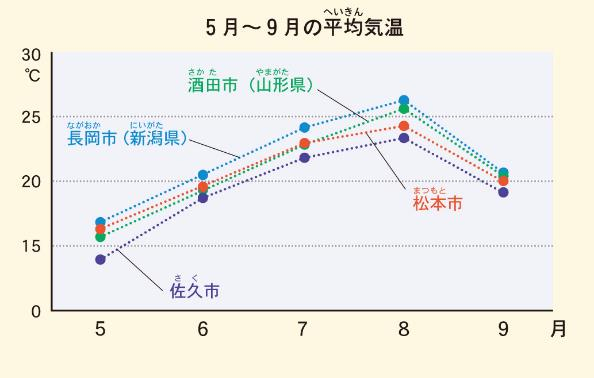 へいきん
5月～9月の平均気温
30
℃
さかた やまがた
酒田市（山形県）
25
ながおか にいがた
長岡市（新潟県）
20
まつもと
松本市
15
さく
佐久市
0
5 6 7 8 9 月